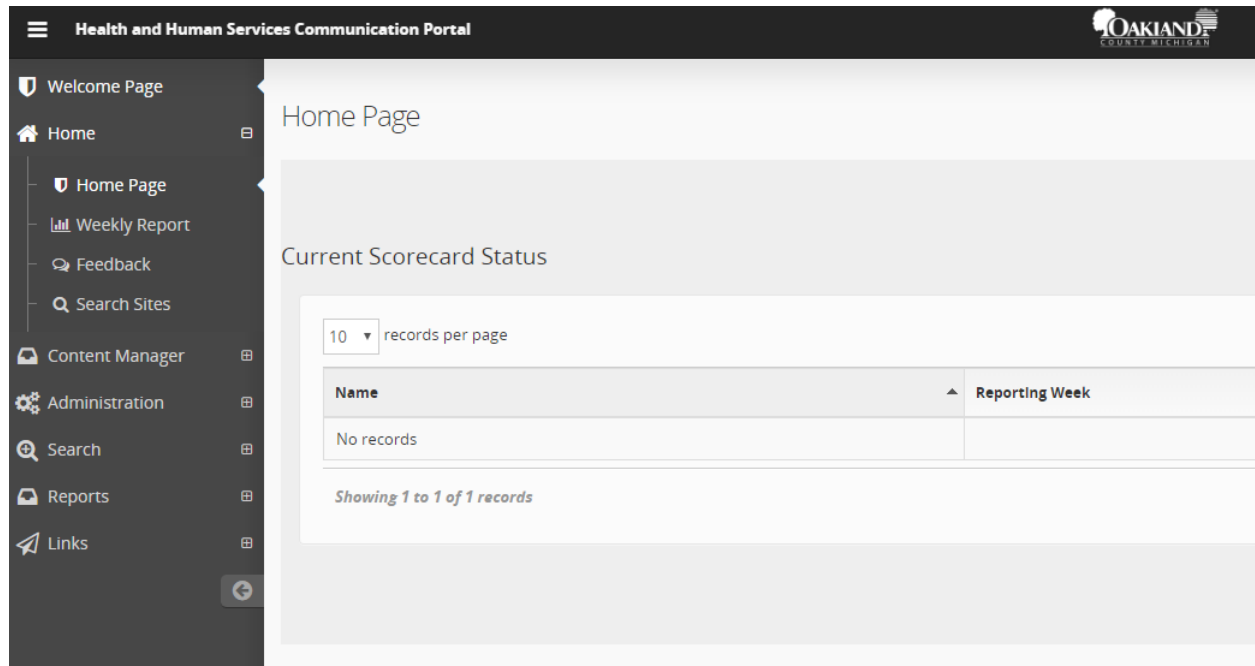 Health and Human Services Communication Portal
OAKLAND
COUNTY MICHIGAN
Welcome Page
Home
Home Page
Weekly Report
Feedback
Search Sites
Content Manager
Administration
Search
Reports
Links
Home Page
Current Scorecard Status
10 records per page
Name Reporting Week
No records
Showing 1 to 1 of 1 records